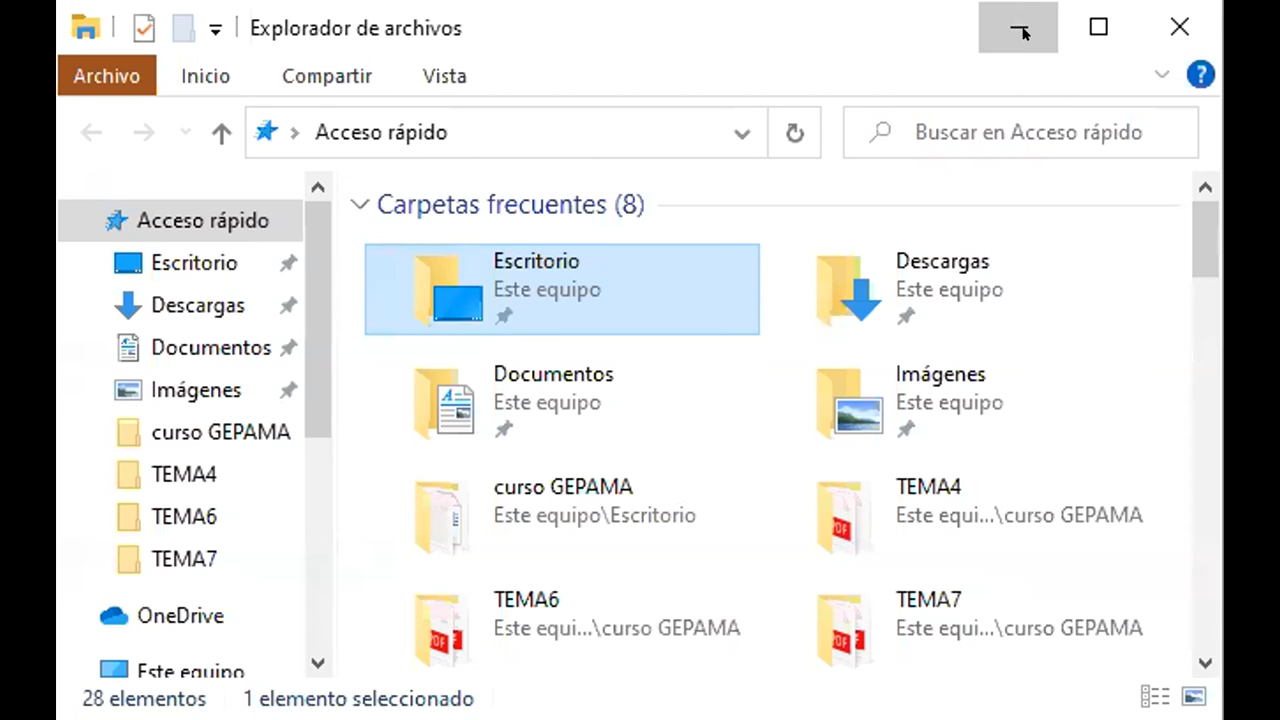 Explorador de archivos
Archivo Inicio Compartir Vista
?
Acceso rápido
Buscar en Acceso rápido
Acceso rápido
Escritorio
Descargas
Documentos
Imágenes
curso GEPAMA
TEMA4
TEMA6
TEMA7
OneDrive
Este equipo
Carpetas frecuentes (8)
Escritorio
Este equipo
Descargas
Este equipo
Documentos
Este equipo
Imágenes
Este equipo
curso GEPAMA
Este equipo\Escritorio
TEMA4
Este equi...\curso GEPAMA
TEMA6
Este equi...\curso GEPAMA
TEMA7
Este equi...\curso GEPAMA
28 elementos 1 elemento seleccionado